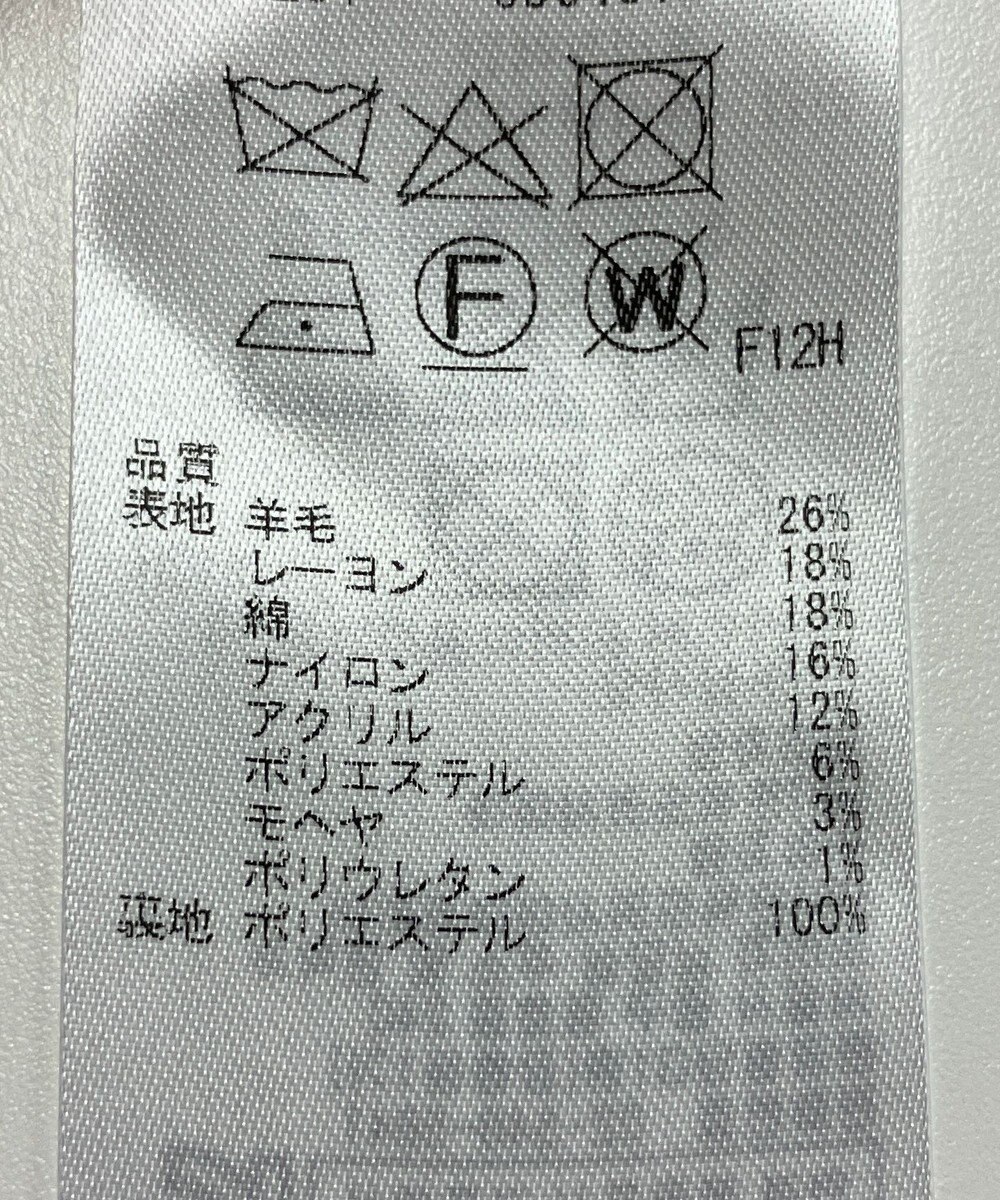 F
W
F12H
品質
表地 羊毛 26%
レーヨン 18%
綿 18%
ナイロン 16%
アクリル 12%
ポリエステル 6%
モヘヤ 3%
ポリウレタン 1%
裏地 ポリエステル 100%